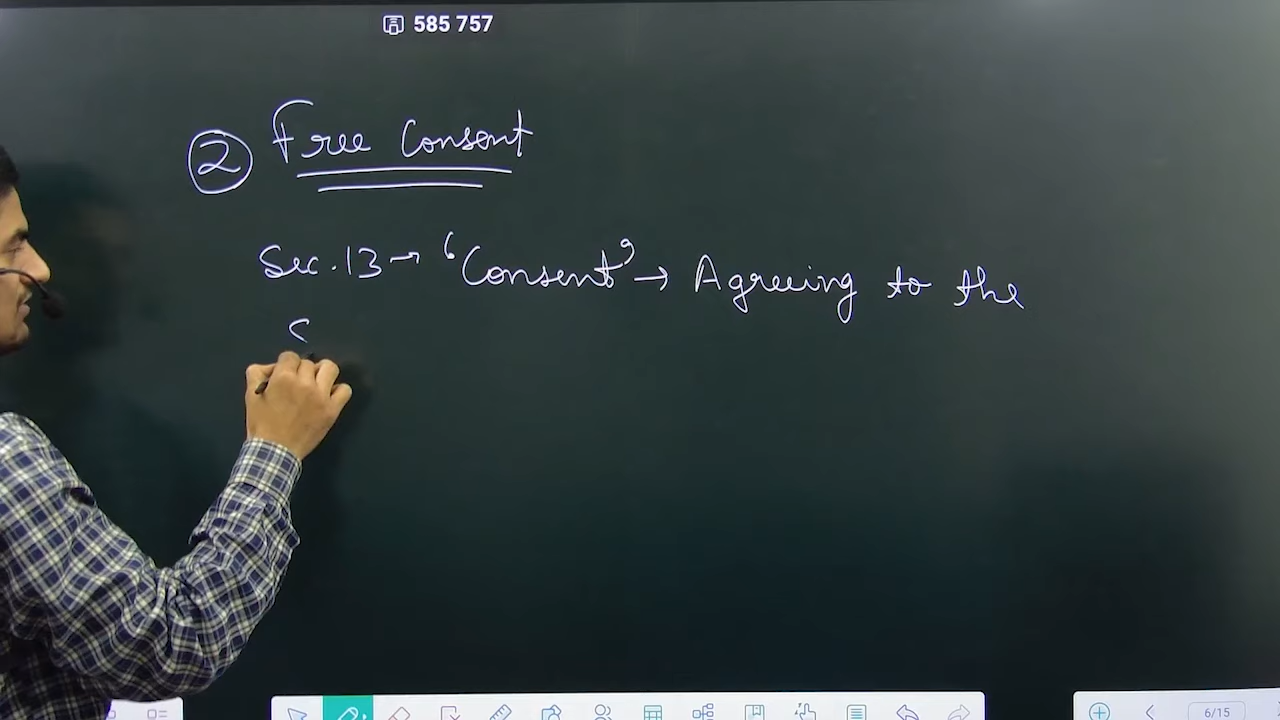 585 757
② Free Consent
Sec. 13 → ‘Consent’ → Agreeing to the
S
6/15